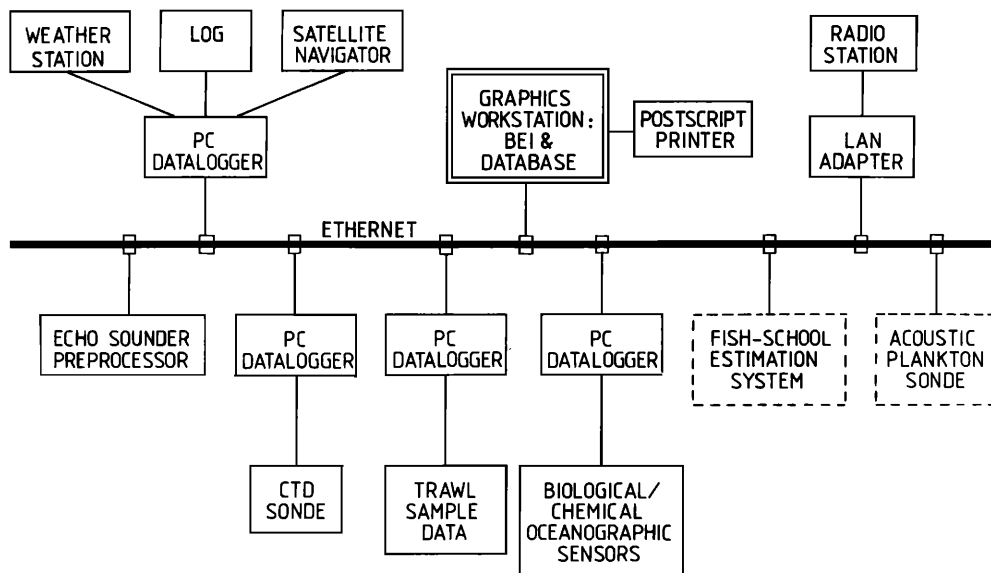 WEATHER
STATION
LOG
SATELLITE
NAVIGATOR
RADIO
STATION
GRAPHICS
WORKSTATION:
BEI &
DATABASE
POSTSCRIPT
PRINTER
PC
DATALOGGER
LAN
ADAPTER
ETHERNET
ECHO SOUNDER
PREPROCESSOR
PC
DATALOGGER
PC
DATALOGGER
PC
DATALOGGER
FISH-SCHOOL
ESTIMATION
SYSTEM
ACOUSTIC
PLANKTON
SONDE
CTD
SONDE
TRAWL
SAMPLE
DATA
BIOLOGICAL/
CHEMICAL
OCEANOGRAPHIC
SENSORS